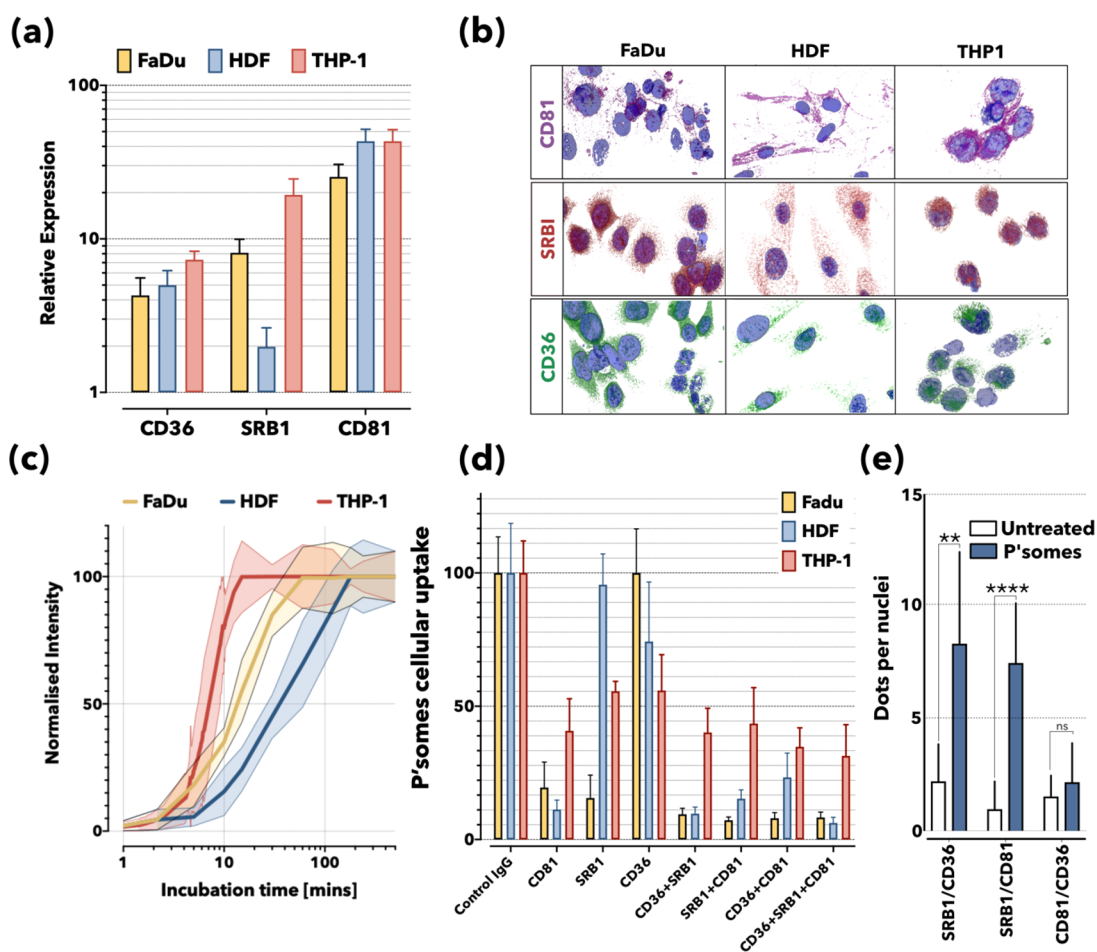 (a)
FaDu HDF THP-1
100
10
1
Relative Expression
CD36 SRB1 CD81
(b)
FaDu HDF THP1
CD81
SRBI
CD36
(c)
FaDu HDF THP-1
100
50
0
Normalised Intensity
1 10 100
Incubation time [mins]
(d)
Fadu
HDF
THP-1
100
50
0
P'somes cellular uptake
Control IgG
CD81
SRB1
CD36
CD36+SRB1
SRB1+CD81
CD36+CD81
CD36+SRB1+CD81
(e)
15
10
5
0
Dots per nuclei
Untreated
P'somes
**
****
ns
SRB1/CD36
SRB1/CD81
CD81/CD36